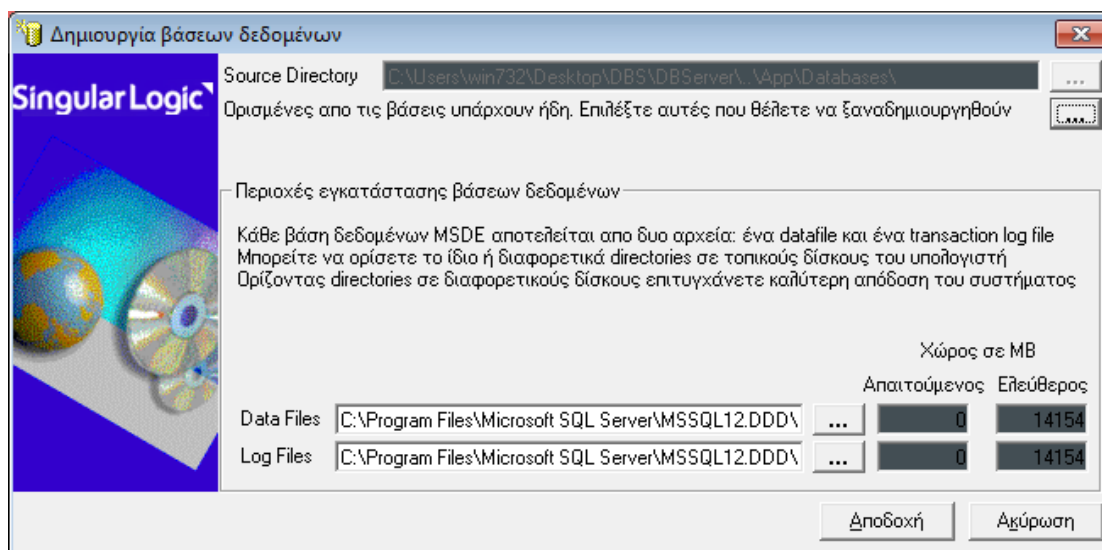 Δημιουργία βάσεων δεδομένων
SingularLogic
Source Directory C:\Users\win732\Desktop\DBS\DBServer\..\App\Databases\ ...
Ορισμένες απο τις βάσεις υπάρχουν ήδη. Επιλέξτε αυτές που θέλετε να ξαναδημιουργηθούν ...
Περιοχές εγκατάστασης βάσεων δεδομένων
Κάθε βάση δεδομένων MSDE αποτελείται απο δυο αρχεία: ένα datafile και ένα transaction log file
Μπορείτε να ορίσετε το ίδιο ή διαφορετικά directories σε τοπικούς δίσκους του υπολογιστή
Ορίζοντας directories σε διαφορετικούς δίσκους επιτυγχάνετε καλύτερη απόδοση του συστήματος
Χώρος σε MB
Απαιτούμενος Ελεύθερος
Data Files C:\Program Files\Microsoft SQL Server\MSSQL12.DDD\ ... 0 14154
Log Files C:\Program Files\Microsoft SQL Server\MSSQL12.DDD\ ... 0 14154
Αποδοχή Ακύρωση